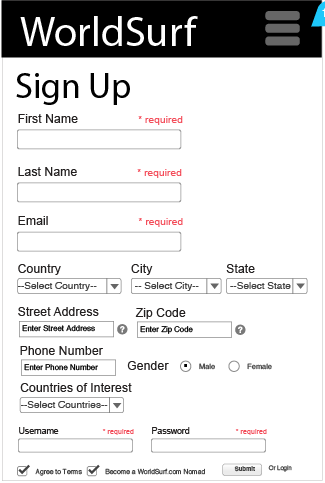 WorldSurf
Sign Up
First Name * required
Last Name * required
Email * required
Country City State
--Select Country-- -- Select City-- --Select State
Street Address Zip Code
Enter Street Address ? Enter Zip Code ?
Phone Number
Enter Phone Number Gender Male Female
Countries of Interest
--Select Countries--
Username * required Password * required
Agree to Terms Become a WorldSurf.com Nomad Submit Or Login